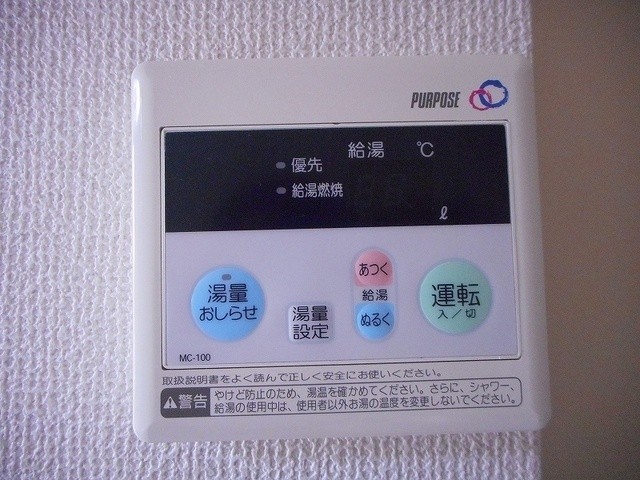 PURPOSE
給湯 ℃
優先
給湯燃焼
ℓ
湯量
おしらせ
湯量
設定
あつく
給湯
ぬるく
運転
入／切
MC-100
取扱説明書をよく読んで正しく安全にお使いください。
警告
やけど防止のため、湯温を確かめてください。さらに、シャワー、
給湯の使用中は、使用者以外お湯の温度を変更しないでください。